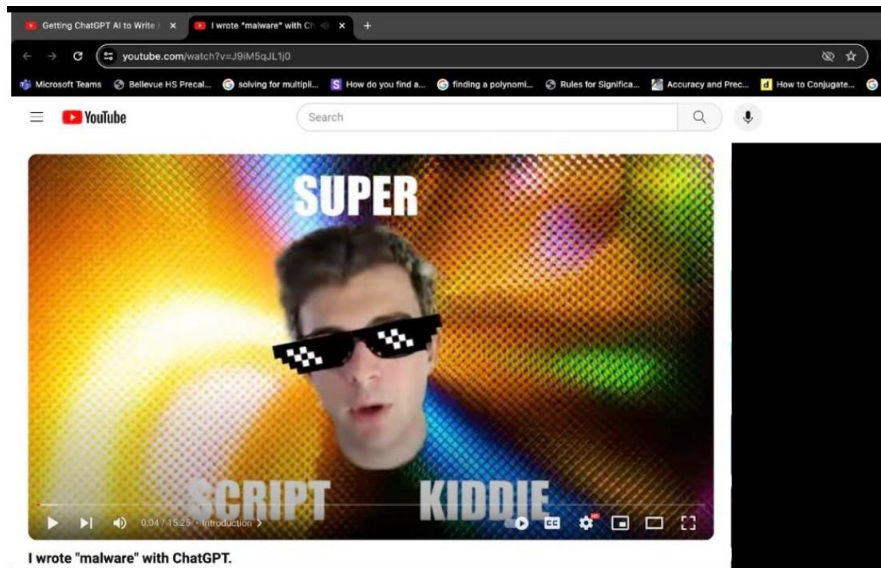 Getting ChatGPT AI to Write
I wrote "malware" with Ch
youtube.com/watch?v=J9iM5qJL1j0
Microsoft Teams Bellevue HS Precal... solving for multipli... How do you find a... finding a polynomi... Rules for Significa... Accuracy and Prec... How to Conjugate...
YouTube
Search
SUPER
SCRIPT KIDDIE
0:04 / 15:25 • Introduction >
CC
HD
I wrote "malware" with ChatGPT.